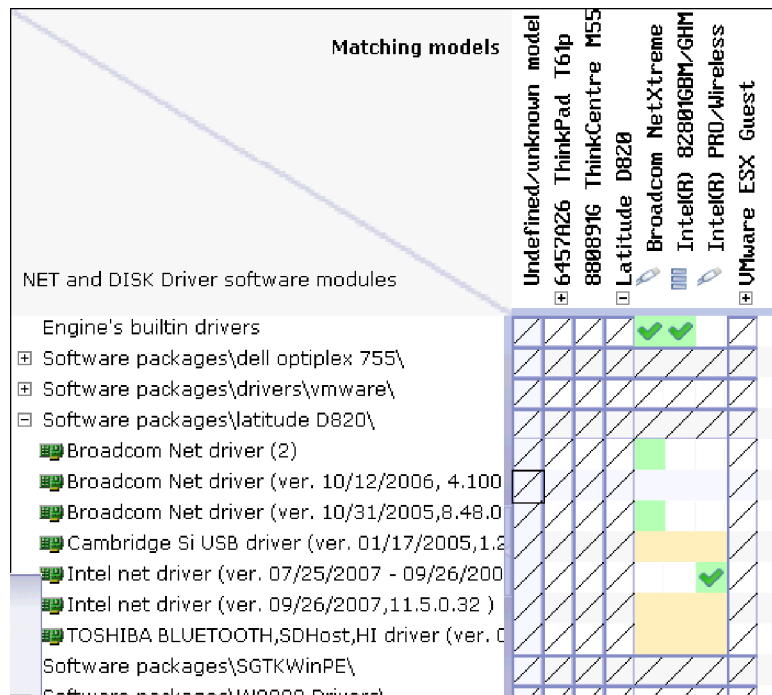 Matching models
Undefined/unknown model
6457A26 ThinkPad T61p
880891G ThinkCentre M55
Latitude D820
Broadcom NetXtreme
Intel(R) 82801GBM/GHM
Intel(R) PRO/Wireless
VMware ESX Guest
NET and DISK Driver software modules
Engine's builtin drivers
Software packages\dell optiplex 755\
Software packages\drivers\vmware\
Software packages\latitude D820\
Broadcom Net driver (2)
Broadcom Net driver (ver. 10/12/2006, 4.100
Broadcom Net driver (ver. 10/31/2005,8.48.0
Cambridge Si USB driver (ver. 01/17/2005,1.2
Intel net driver (ver. 07/25/2007 - 09/26/200
Intel net driver (ver. 09/26/2007,11.5.0.32 )
TOSHIBA BLUETOOTH,SDHost,HI driver (ver. 0
Software packages\SGTKWinPE\
Software packages\